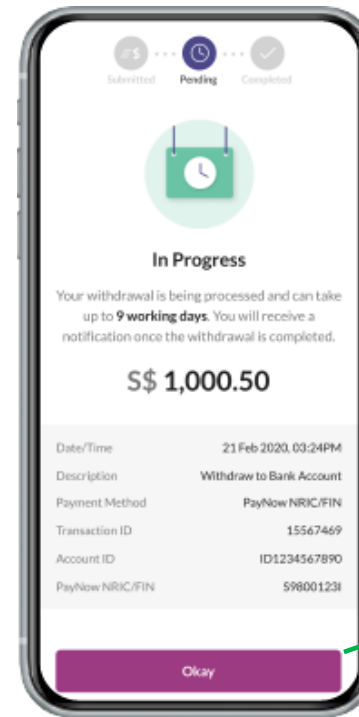 Submitted Pending Completed
In Progress
Your withdrawal is being processed and can take
up to 9 working days. You will receive a
notification once the withdrawal is completed.
S$ 1,000.50
Date/Time 21 Feb 2020, 03:24PM
Description Withdraw to Bank Account
Payment Method PayNow NRIC/FIN
Transaction ID 15567469
Account ID ID1234567890
PayNow NRIC/FIN S9800123I
Okay